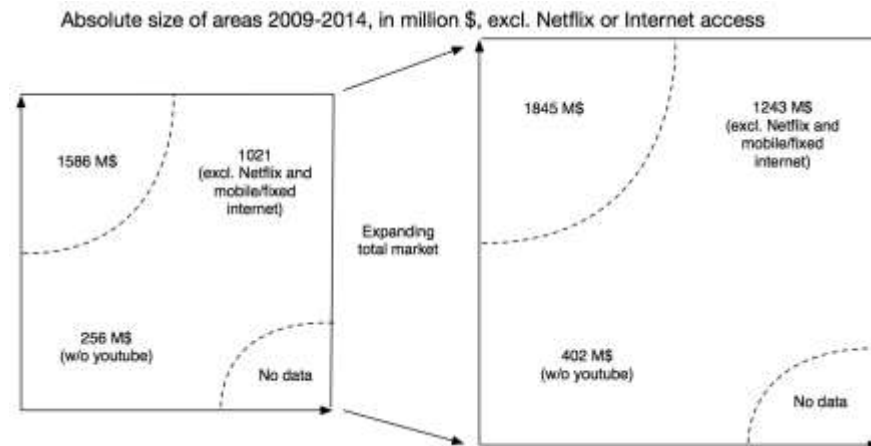 Absolute size of areas 2009-2014, in million $, excl. Netflix or Internet access
1586 M$
1021
(excl. Netflix and
mobile/fixed
internet)
256 M$
(w/o youtube)
No data
Expanding
total market
1845 M$
1243 M$
(excl. Netflix and
mobile/fixed
internet)
402 M$
(w/o youtube)
No data